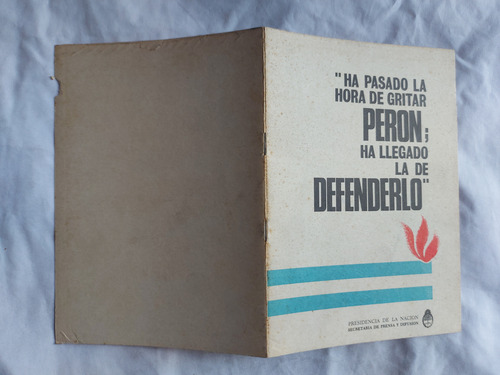 "HA PASADO LA
HORA DE GRITAR
PERON;
HA LLEGADO
LA DE
DEFENDERLO"
PRESIDENCIA DE LA NACION
SECRETARIA DE PRENSA Y DIFUSION